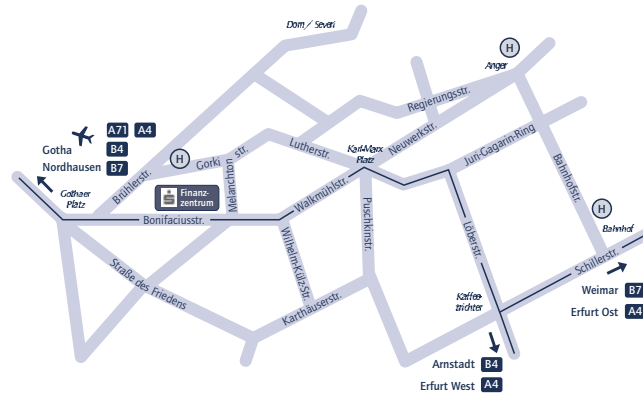 Dom / Severi
H
Anger
Regierungsstr.
A71 A4
Gotha B4
Nordhausen B7
H
Gorki str.
Lutherstr.
Karl-Marx
Platz
Neuwerkstr.
Juri-Gagarin-Ring
Bahnhofstr.
Brühlerstr.
Melanchton
Finanz-
zentrum
Gothaer
Platz
Bonifaciusstr.
Walkmühlstr.
Puschkinstr.
Löberstr.
H
Bahnhof
Schillerstr.
Straße des Friedens
Wilhelm-Külz-Str.
Karthäuserstr.
Kaffee-
trichter
Weimar B7
Erfurt Ost A4
Arnstadt B4
Erfurt West A4